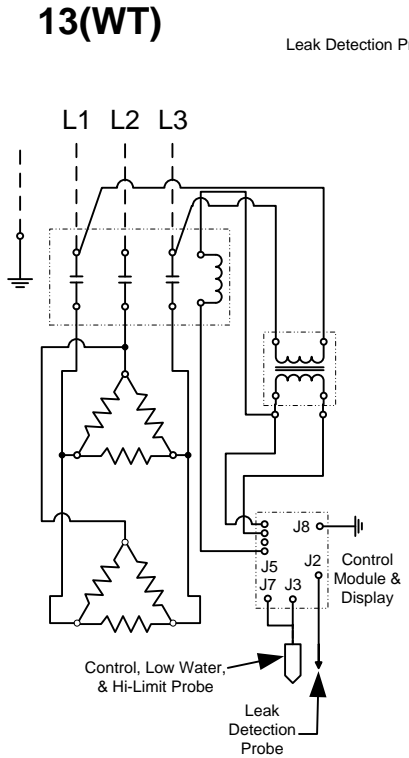 13(WT)
Leak Detection P
L1 L2 L3
J8
J5
J2
J7 J3
Control
Module &
Display
Control, Low Water,
& Hi-Limit Probe
Leak
Detection
Probe